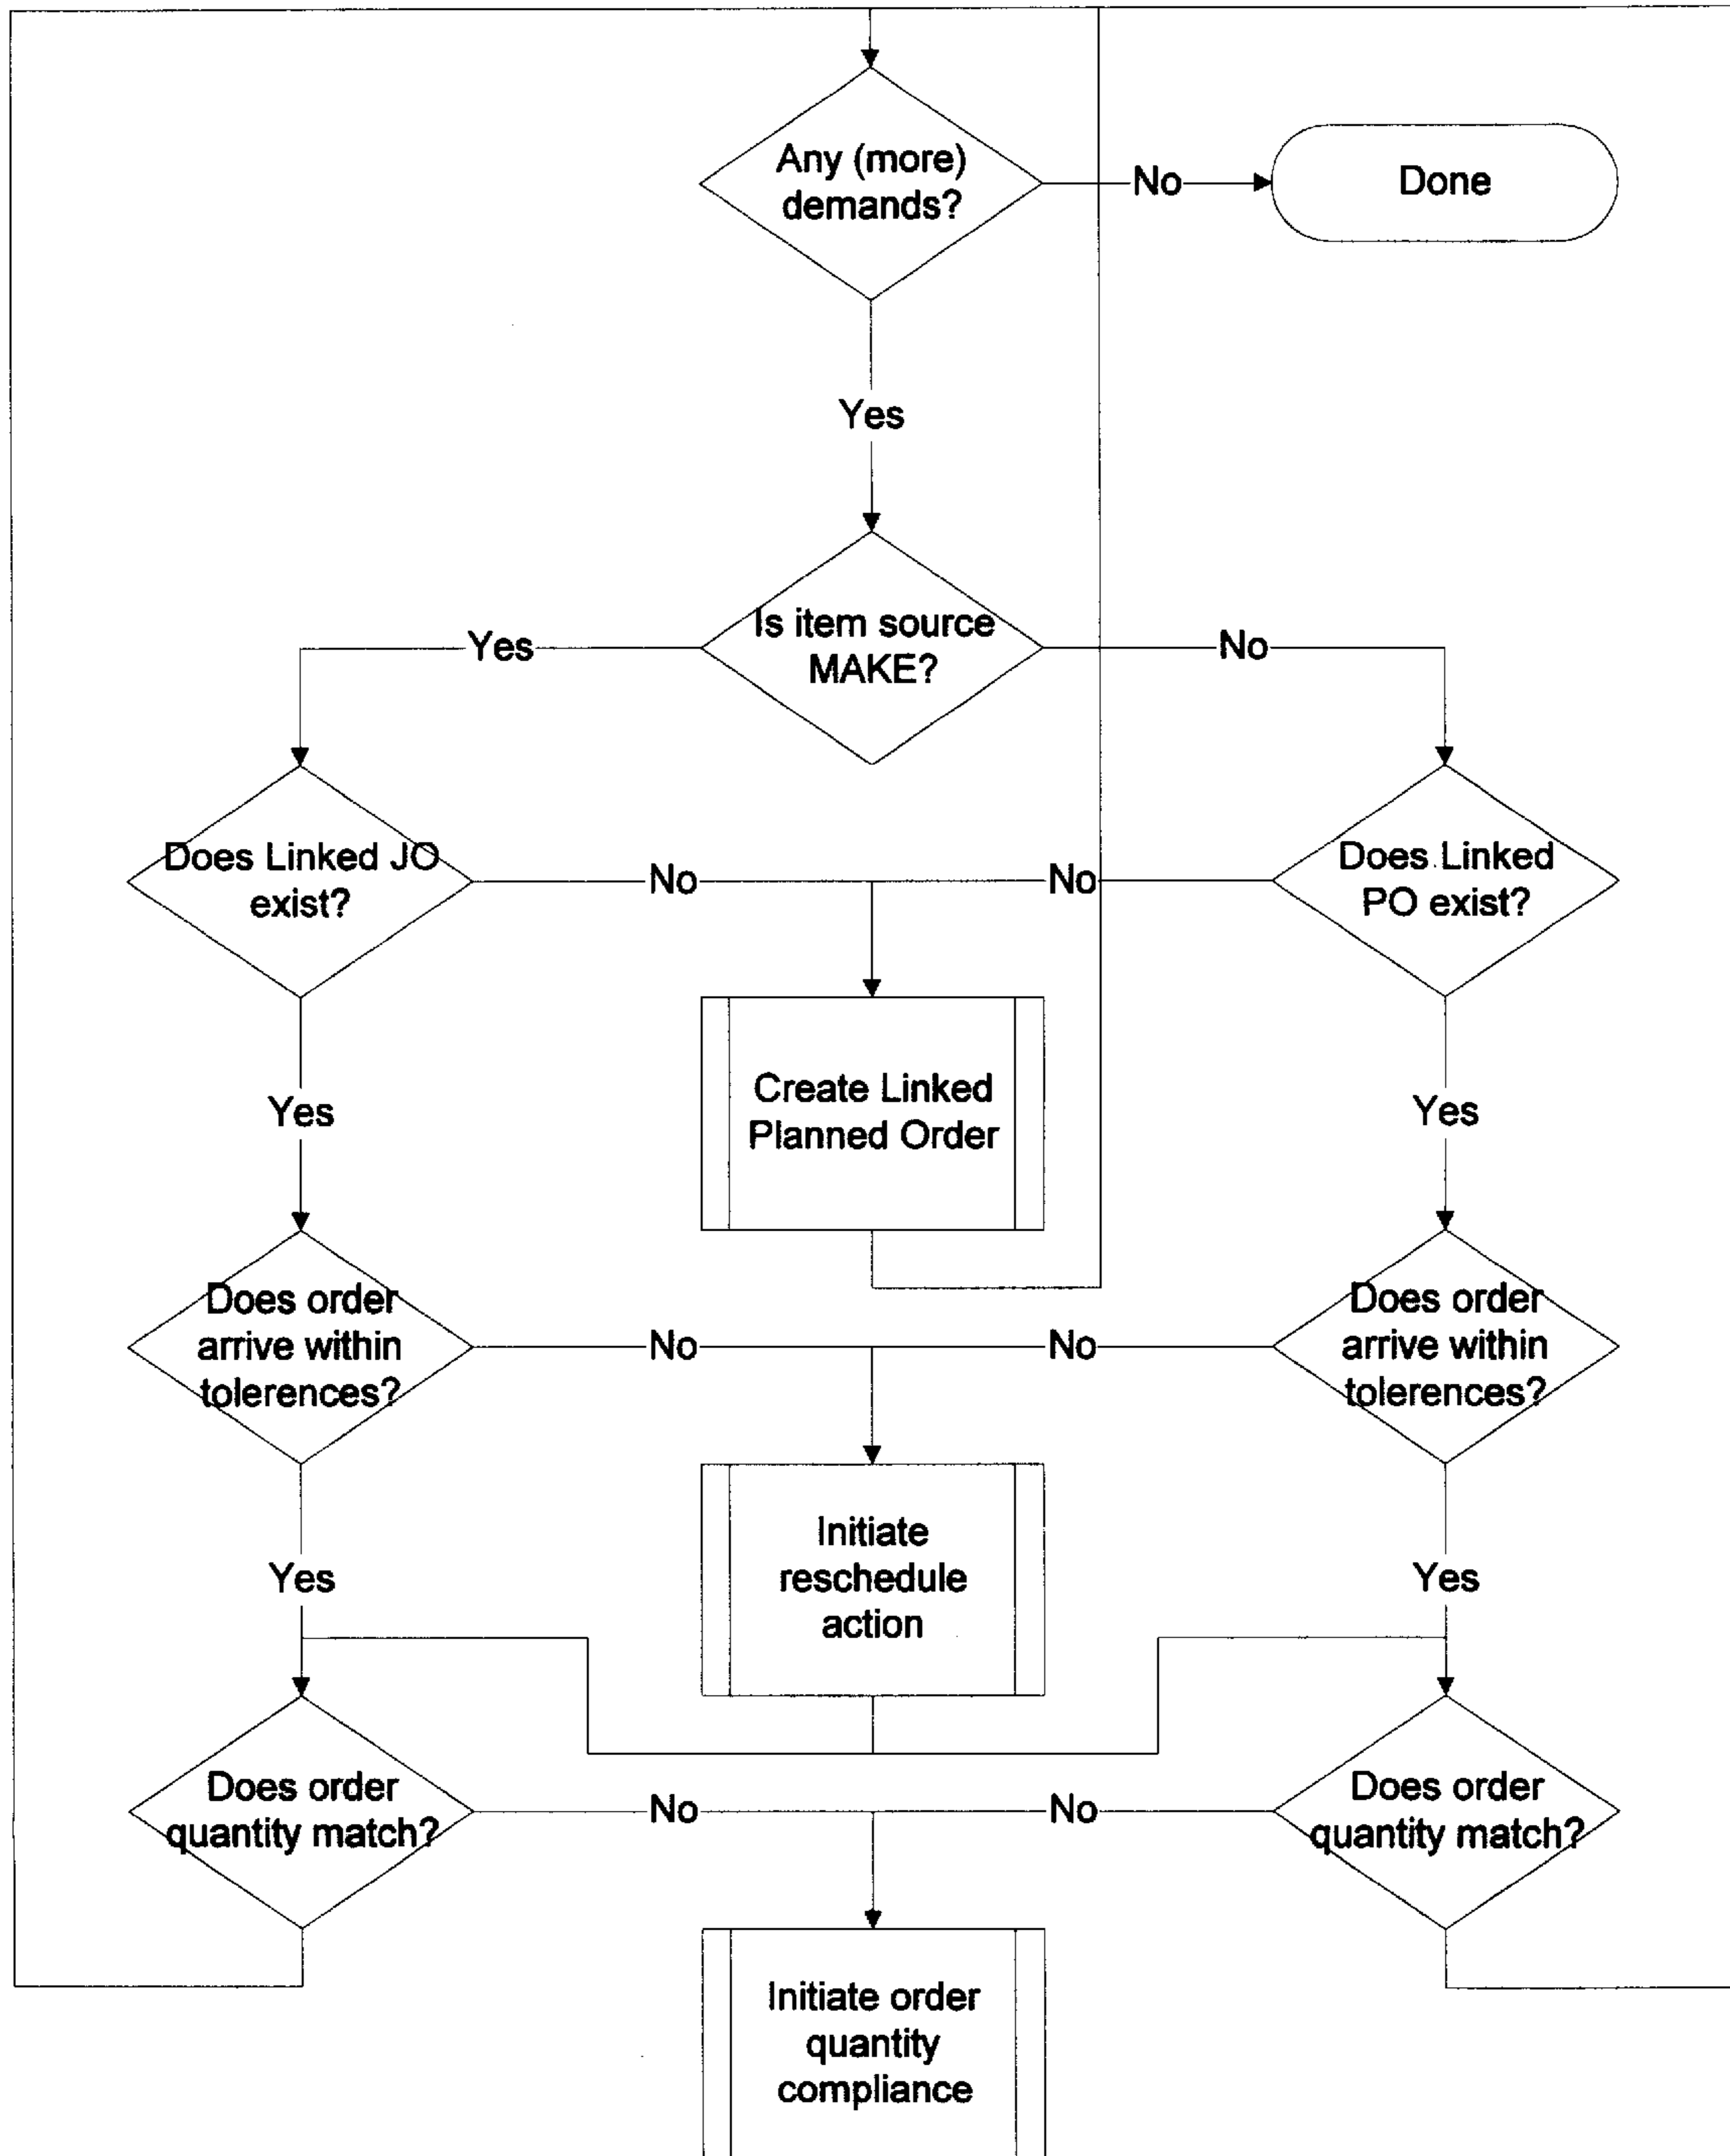 Any (more)
demands?
No
Done
Yes
Is item source
MAKE?
Yes
No
Does Linked JO
exist?
No
No
Does Linked
PO exist?
Create Linked
Planned Order
Yes
Yes
Does order
arrive within
tolerences?
No
No
Does order
arrive within
tolerences?
Initiate
reschedule
action
Yes
Yes
Does order
quantity match?
No
No
Does order
quantity match?
Initiate order
quantity
compliance